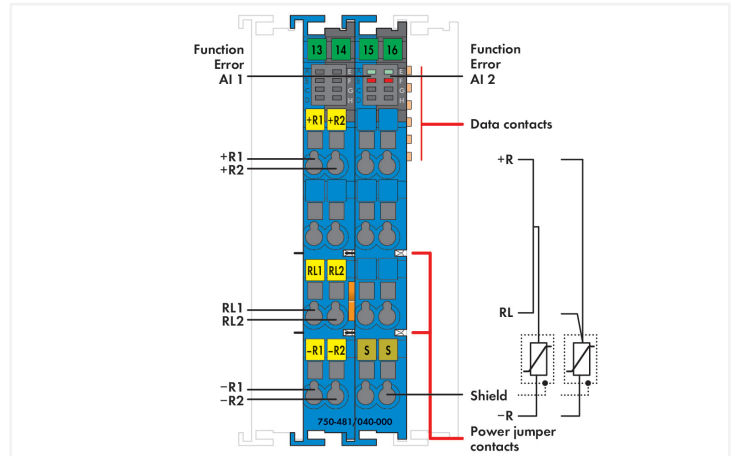 Function
Error
AI 1
13 14 15 16
Function
Error
AI 2
E
F
G
H
E
F
G
H
+R1 +R2
Data contacts
+R1
+R2
+R
RL1 RL2
RL1
RL2
RL
-R1 -R2 S S
-R1
-R2
Shield
-R
750-481/040-000
Power jumper
contacts